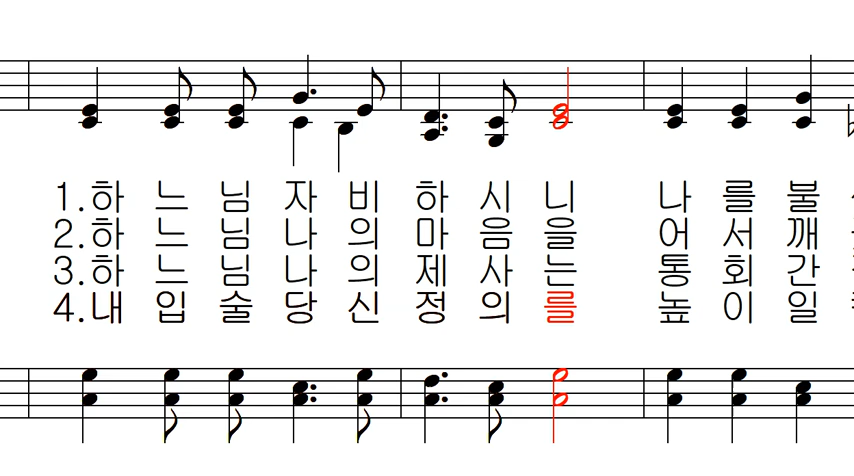 1.하 느 님 자 비 하 시 니 나 를 불
2.하 느 님 나 의 마 음 을 어 서 깨
3.하 느 님 나 의 제 사 는 통 회 간
4.내 입 술 당 신 정 의 를 높 이 일